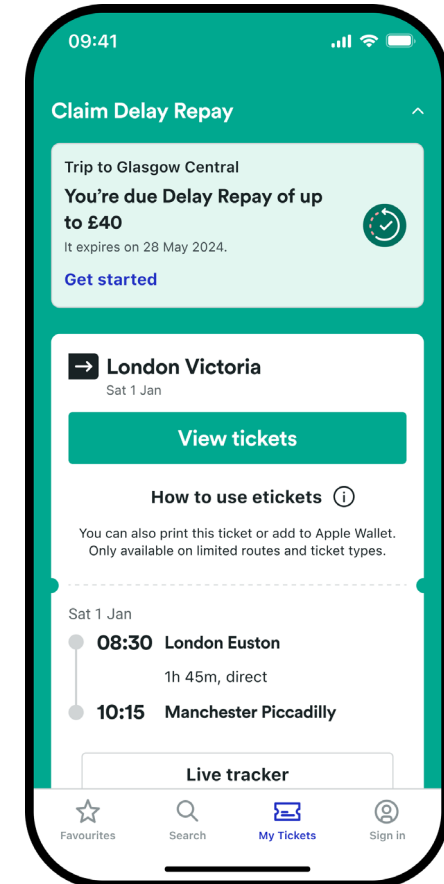 09:41
Claim Delay Repay
Trip to Glasgow Central
You’re due Delay Repay of up
to £40
It expires on 28 May 2024.
Get started
London Victoria
Sat 1 Jan
View tickets
How to use etickets
You can also print this ticket or add to Apple Wallet.
Only available on limited routes and ticket types.
Sat 1 Jan
08:30 London Euston
1h 45m, direct
10:15 Manchester Piccadilly
Live tracker
Favourites Search My Tickets Sign in